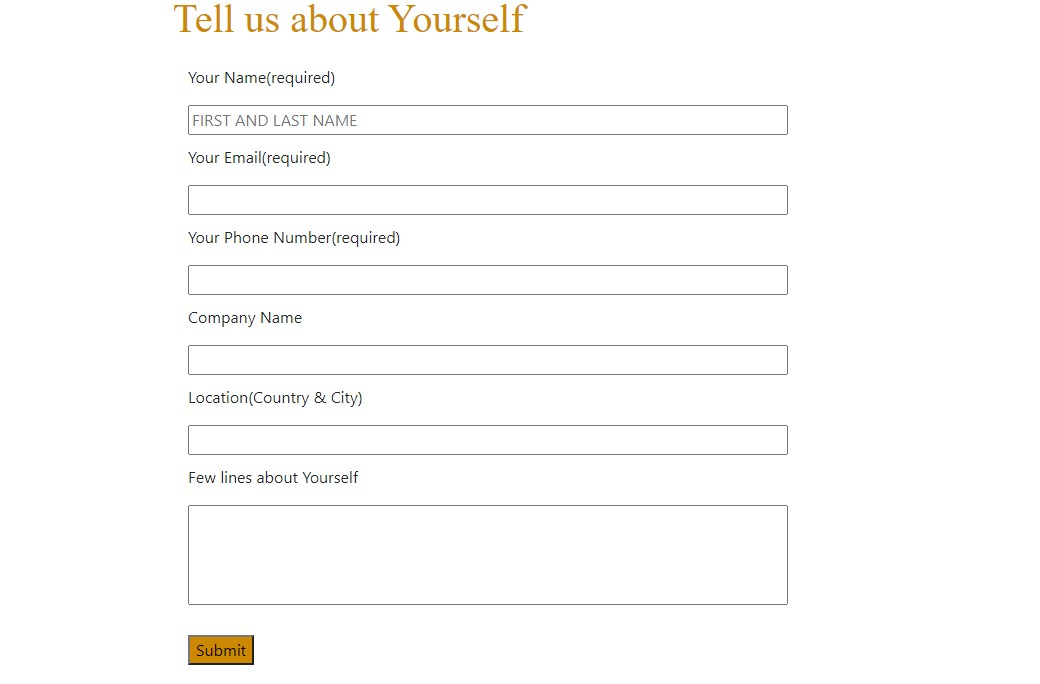 Tell us about Yourself
Your Name(required)
FIRST AND LAST NAME
Your Email(required)
Your Phone Number(required)
Company Name
Location(Country & City)
Few lines about Yourself
Submit